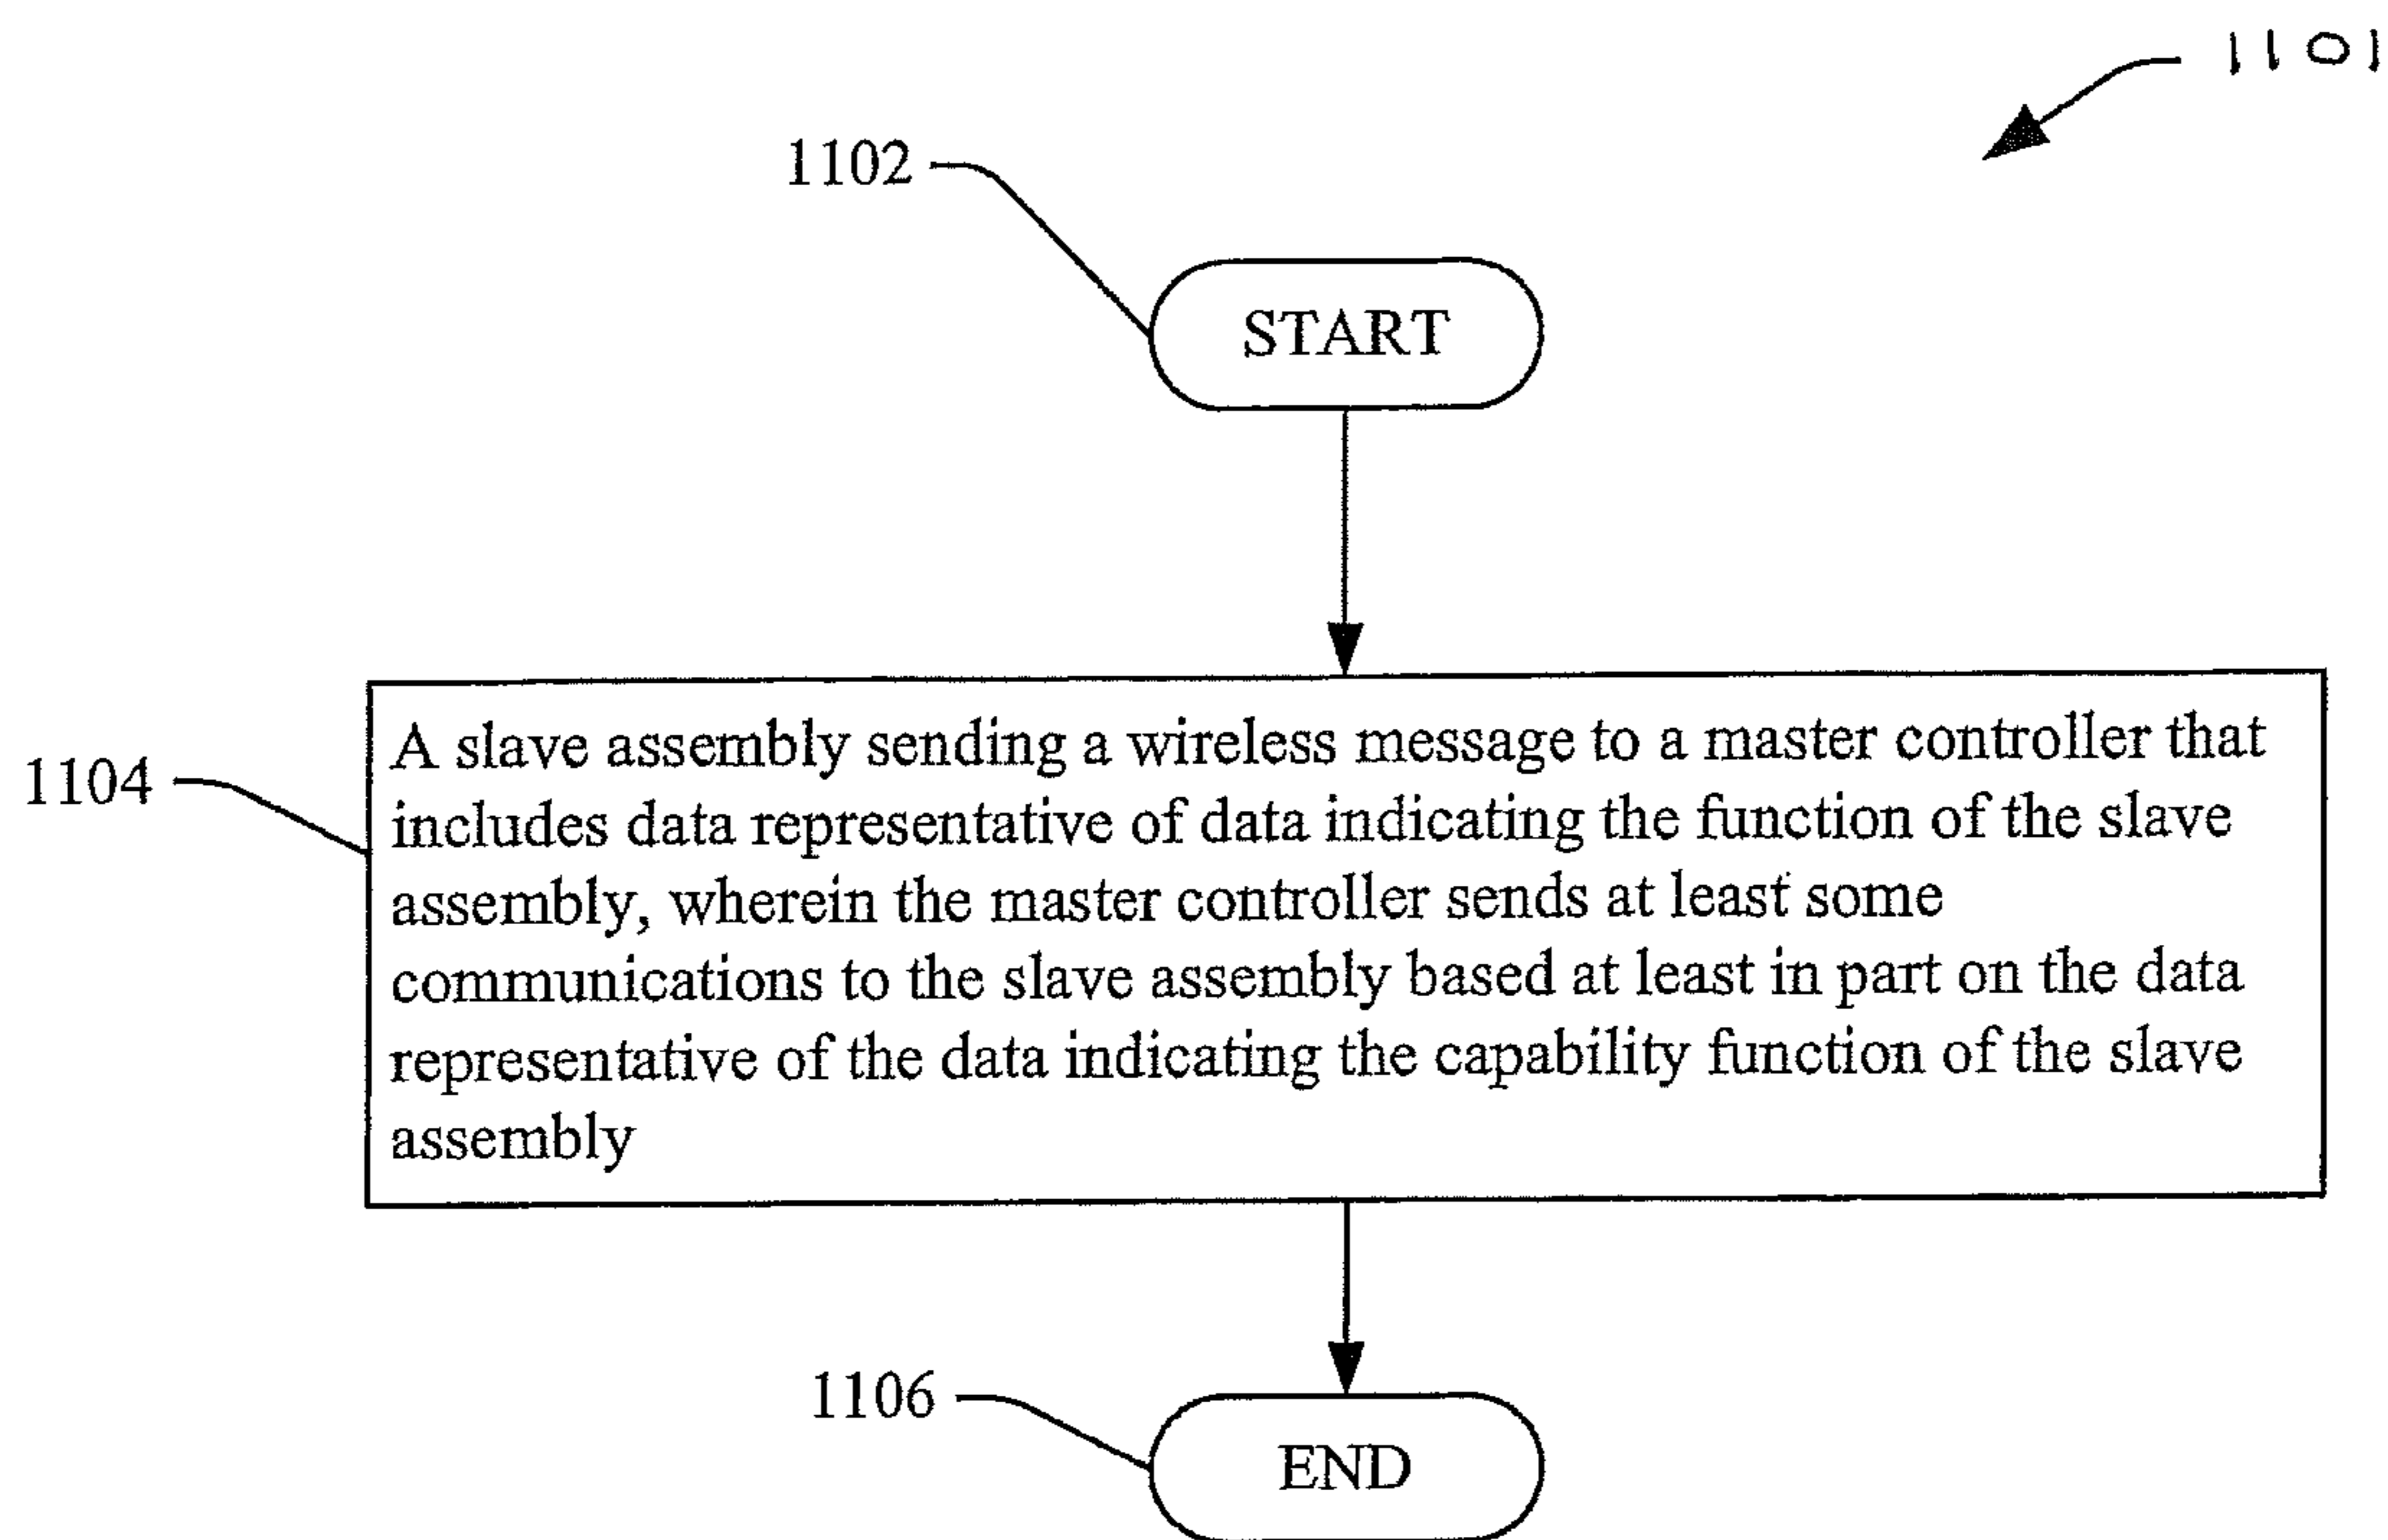 1101
1102
START
1104
A slave assembly sending a wireless message to a master controller that
includes data representative of data indicating the function of the slave
assembly, wherein the master controller sends at least some
communications to the slave assembly based at least in part on the data
representative of the data indicating the capability function of the slave
assembly
1106
END